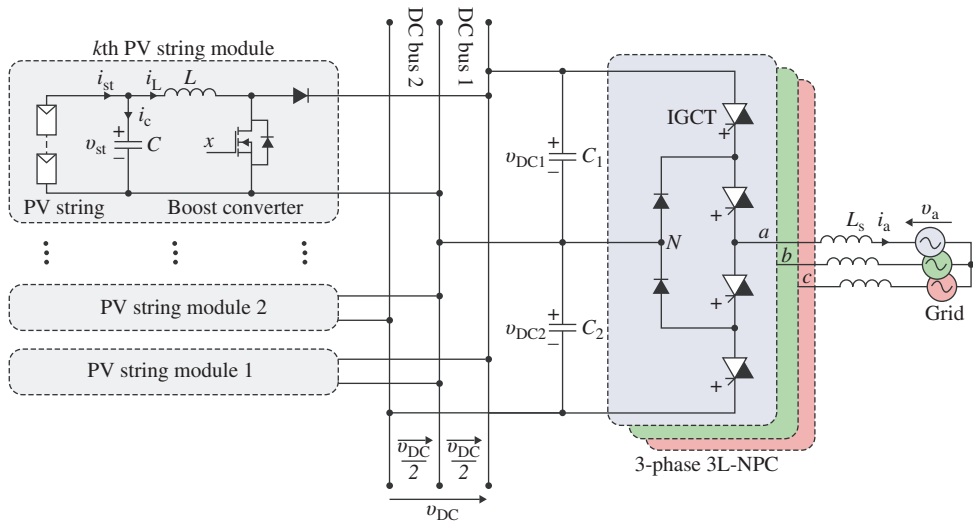 kth PV string module
i_st
i_L
L
i_c
+
v_st
C
−
x
PV string
Boost converter
DC bus 2
DC bus 1
PV string module 2
PV string module 1
v_DC
2
v_DC
2
v_DC
+
v_DC1
C_1
−
+
v_DC2
C_2
−
IGCT
+
+
+
+
N
a
b
c
L_s
i_a
v_a
Grid
3-phase 3L-NPC